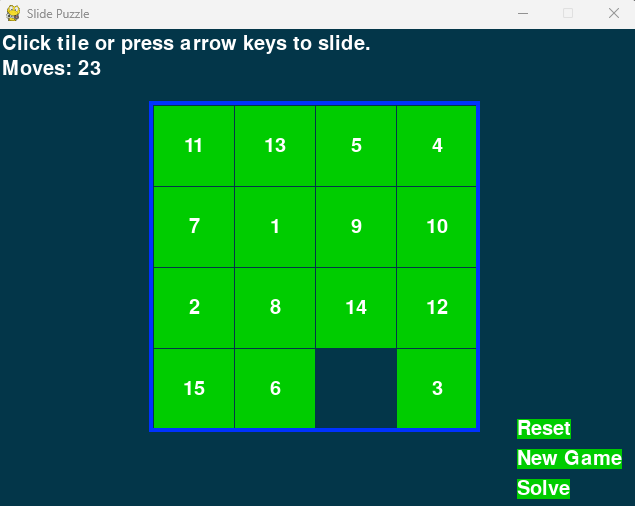 Slide Puzzle
Click tile or press arrow keys to slide.
Moves: 23
11 13 5 4
7 1 9 10
2 8 14 12
15 6 3
Reset
New Game
Solve